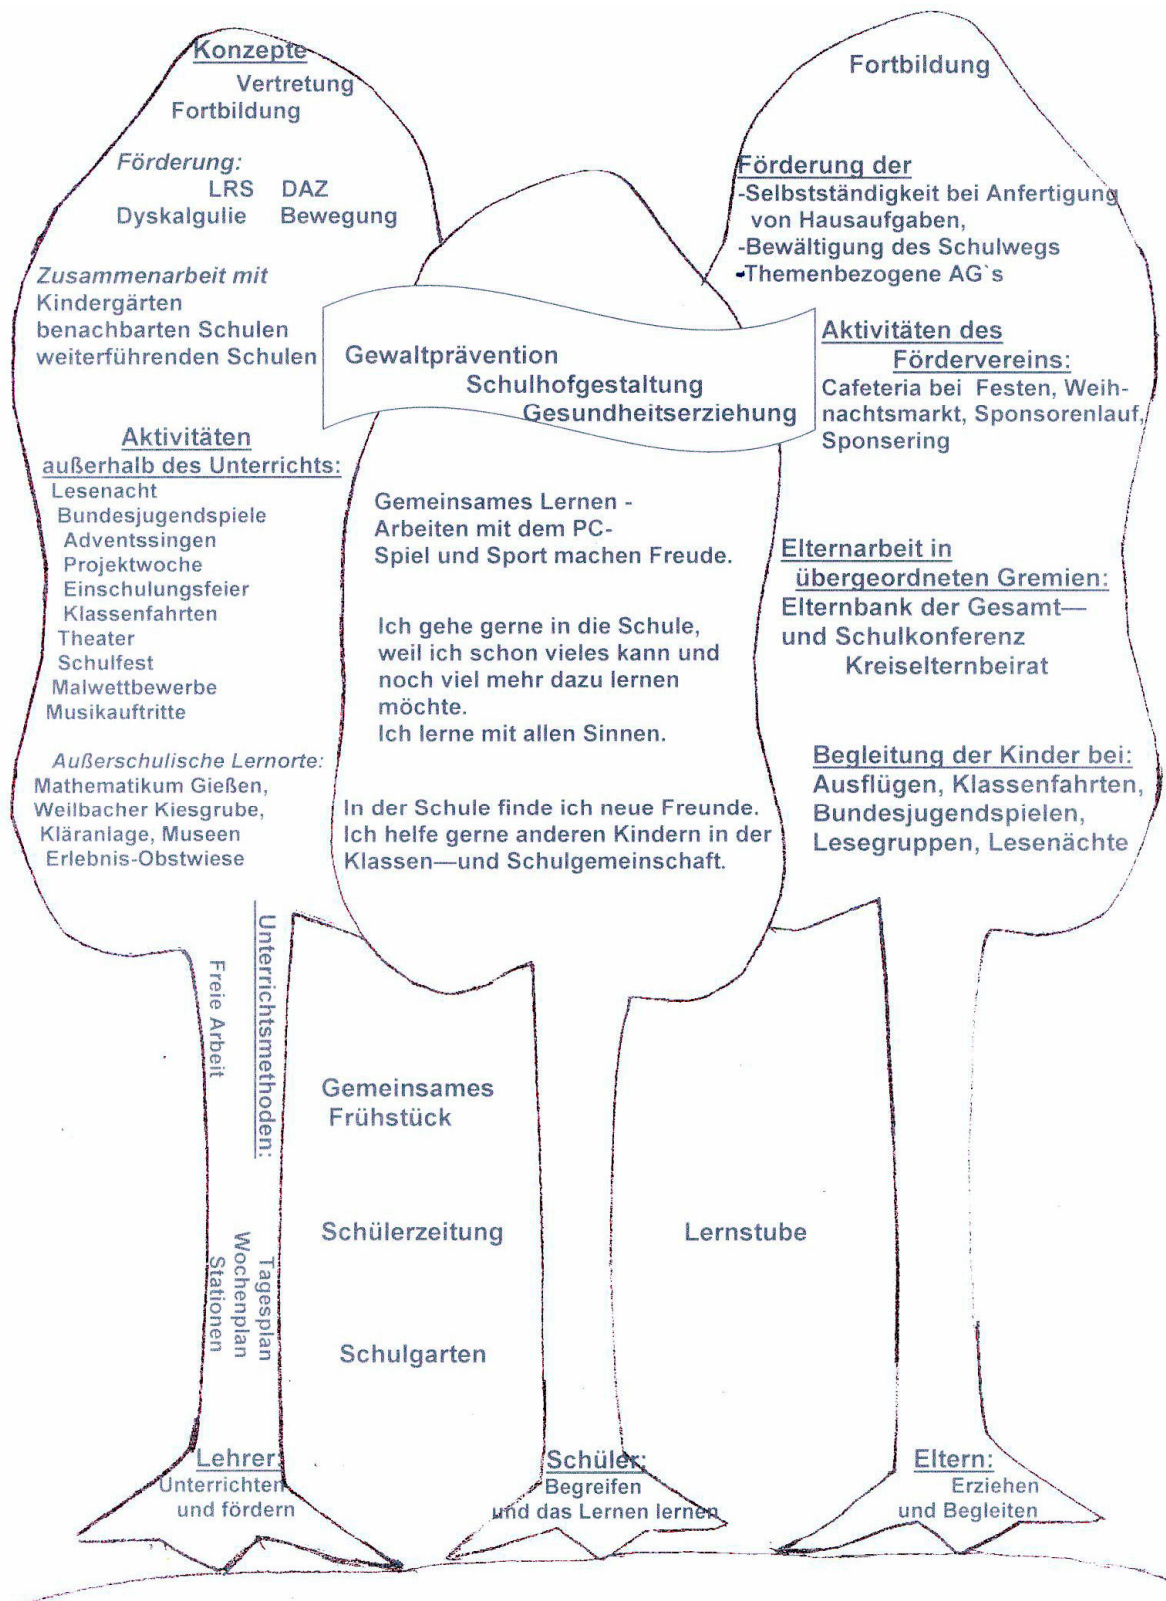 Konzepte
Vertretung
Fortbildung
Förderung:
LRS DAZ
Dyskalgulie Bewegung
Zusammenarbeit mit
Kindergärten
benachbarten Schulen
weiterführenden Schulen
Aktivitäten
außerhalb des Unterrichts:
Lesenacht
Bundesjugendspiele
Adventssingen
Projektwoche
Einschulungsfeier
Klassenfahrten
Theater
Schulfest
Malwettbewerbe
Musikauftritte
Außerschulische Lernorte:
Mathematikum Gießen,
Weilbacher Kiesgrube,
Kläranlage, Museen
Erlebnis-Obstwiese
Unterrichtsmethoden:
Freie Arbeit
Tagesplan
Wochenplan
Stationen
Lehrer:
Unterrichten
und fördern
Gewaltprävention
Schulhofgestaltung
Gesundheitserziehung
Gemeinsames Lernen -
Arbeiten mit dem PC-
Spiel und Sport machen Freude.
Ich gehe gerne in die Schule,
weil ich schon vieles kann und
noch viel mehr dazu lernen
möchte.
Ich lerne mit allen Sinnen.
In der Schule finde ich neue Freunde.
Ich helfe gerne anderen Kindern in der
Klassen—und Schulgemeinschaft.
Gemeinsames
Frühstück
Schülerzeitung
Schulgarten
Schüler:
Begreifen
und das Lernen lernen
Fortbildung
Förderung der
-Selbstständigkeit bei Anfertigung
von Hausaufgaben,
-Bewältigung des Schulwegs
-Themenbezogene AG`s
Aktivitäten des
Fördervereins:
Cafeteria bei Festen, Weih-
nachtsmarkt, Sponsorenlauf,
Sponsering
Elternarbeit in
übergeordneten Gremien:
Elternbank der Gesamt—
und Schulkonferenz
Kreiselternbeirat
Begleitung der Kinder bei:
Ausflügen, Klassenfahrten,
Bundesjugendspielen,
Lesegruppen, Lesenächte
Lernstube
Eltern:
Erziehen
und Begleiten